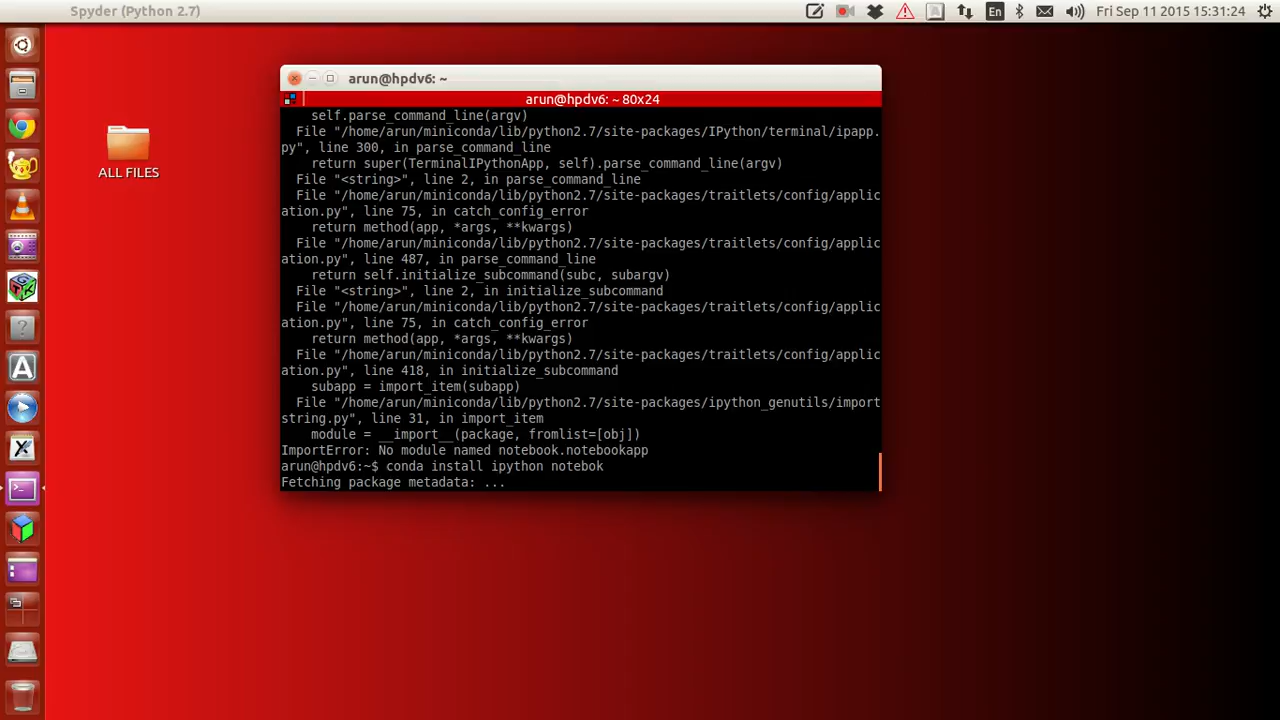 Spyder (Python 2.7)
En
Fri Sep 11 2015 15:31:24
ALL FILES
arun@hpdv6: ~
arun@hpdv6: ~ 80x24
self.parse_command_line(argv)
File "/home/arun/miniconda/lib/python2.7/site-packages/IPython/terminal/ipapp.
py", line 300, in parse_command_line
return super(TerminalIPythonApp, self).parse_command_line(argv)
File "<string>", line 2, in parse_command_line
File "/home/arun/miniconda/lib/python2.7/site-packages/traitlets/config/applic
ation.py", line 75, in catch_config_error
return method(app, *args, **kwargs)
File "/home/arun/miniconda/lib/python2.7/site-packages/traitlets/config/applic
ation.py", line 487, in parse_command_line
return self.initialize_subcommand(subc, subargv)
File "<string>", line 2, in initialize_subcommand
File "/home/arun/miniconda/lib/python2.7/site-packages/traitlets/config/applic
ation.py", line 75, in catch_config_error
return method(app, *args, **kwargs)
File "/home/arun/miniconda/lib/python2.7/site-packages/traitlets/config/applic
ation.py", line 418, in initialize_subcommand
subapp = import_item(subapp)
File "/home/arun/miniconda/lib/python2.7/site-packages/ipython_genutils/import
string.py", line 31, in import_item
module = __import__(package, fromlist=[obj])
ImportError: No module named notebook.notebookapp
arun@hpdv6:~$ conda install ipython notebok
Fetching package metadata: ...